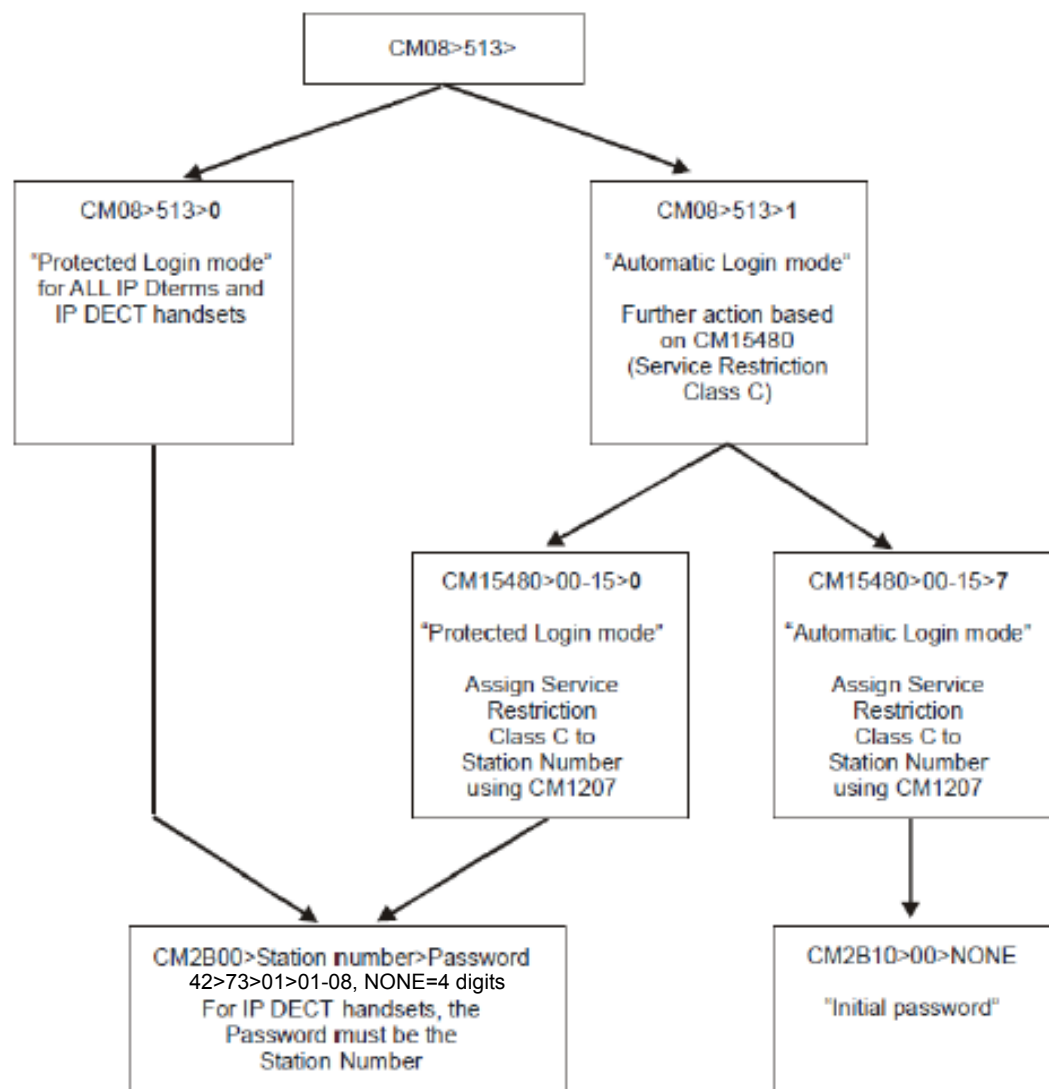 CM08>513>
CM08>513>0
"Protected Login mode"
for ALL IP Dterms and
IP DECT handsets
CM08>513>1
"Automatic Login mode"
Further action based
on CM15480
(Service Restriction
Class C)
CM15480>00-15>0
"Protected Login mode"
Assign Service
Restriction
Class C to
Station Number
using CM1207
CM15480>00-15>7
"Automatic Login mode"
Assign Service
Restriction
Class C to
Station Number
using CM1207
CM2B00>Station number>Password
42>73>01>01-08, NONE=4 digits
For IP DECT handsets, the
Password must be the
Station Number
CM2B10>00>NONE
"Initial password"